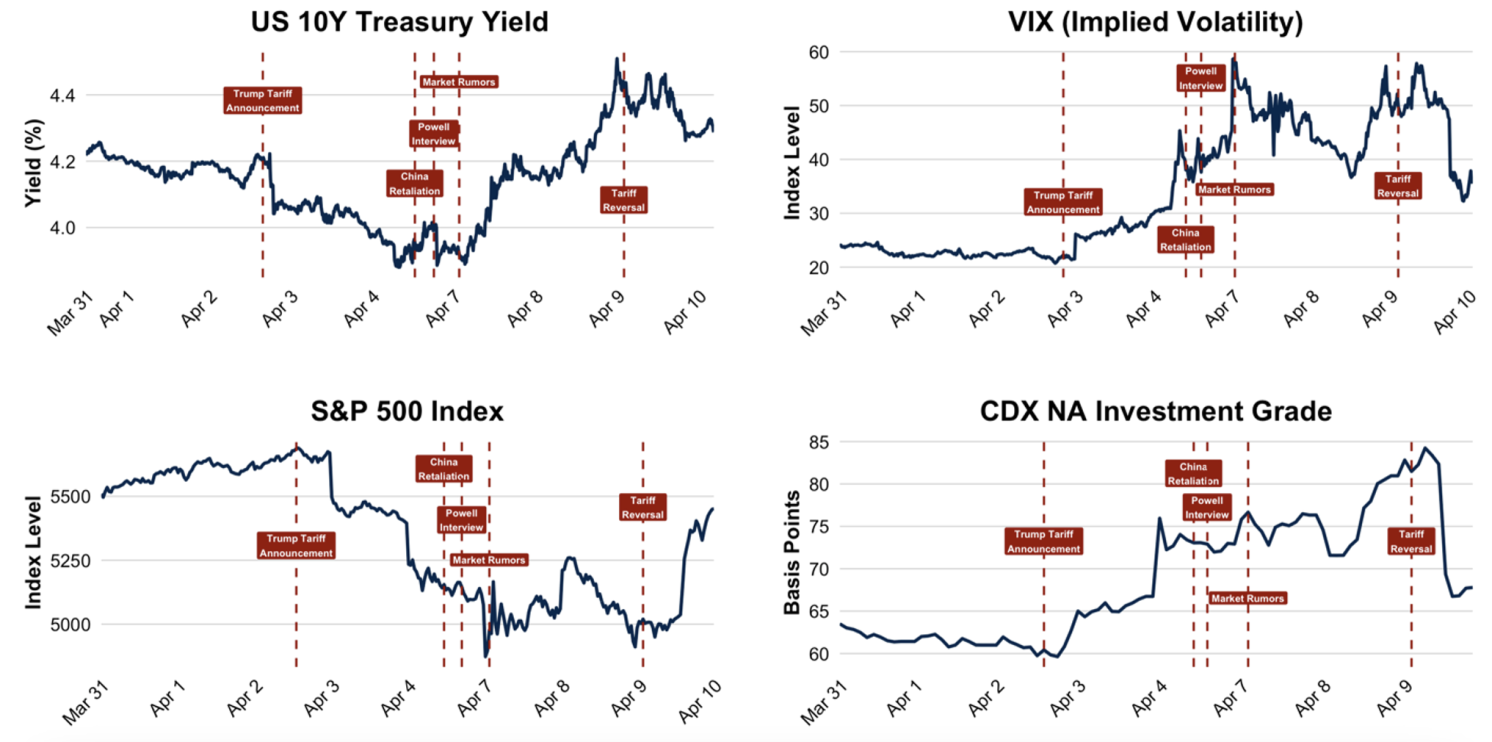 US 10Y Treasury Yield
Yield (%)
4.4
4.2
4.0
Trump Tariff
Announcement
Market Rumors
Powell
Interview
China
Retaliation
Tariff
Reversal
Mar 31
Apr 1
Apr 2
Apr 3
Apr 4
Apr 7
Apr 8
Apr 9
Apr 10
VIX (Implied Volatility)
Index Level
60
50
40
30
20
Powell
Interview
Trump Tariff
Announcement
Market Rumors
Tariff
Reversal
China
Retaliation
Mar 31
Apr 1
Apr 2
Apr 3
Apr 4
Apr 7
Apr 8
Apr 9
Apr 10
S&P 500 Index
Index Level
5500
5250
5000
China
Retaliation
Tariff
Reversal
Powell
Interview
Trump Tariff
Announcement
Market Rumors
Mar 31
Apr 1
Apr 2
Apr 3
Apr 4
Apr 7
Apr 8
Apr 9
Apr 10
CDX NA Investment Grade
Basis Points
85
80
75
70
65
60
China
Retaliation
Powell
Interview
Trump Tariff
Announcement
Tariff
Reversal
Market Rumors
Mar 31
Apr 1
Apr 2
Apr 3
Apr 4
Apr 7
Apr 8
Apr 9